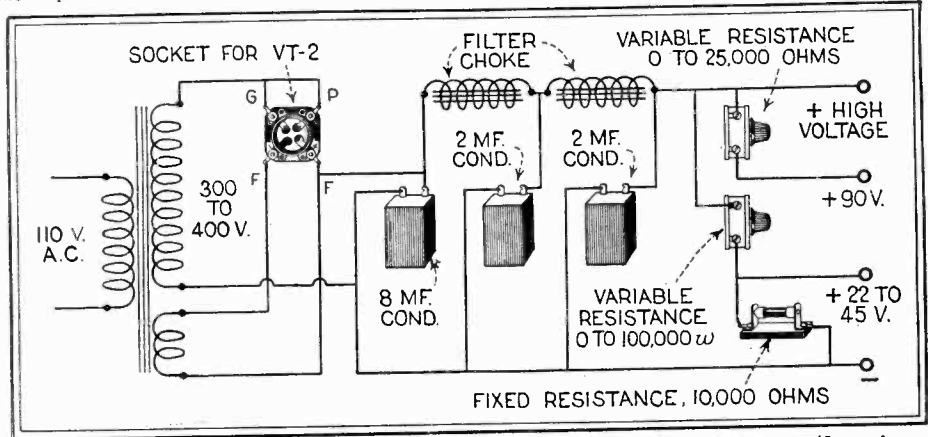 SOCKET FOR VT-2
FILTER
CHOKE
VARIABLE RESISTANCE
0 TO 25,000 OHMS
G
P
+ HIGH
VOLTAGE
2 MF.
COND.
2 MF.
COND.
F
F
300
TO
400 V.
+90 V.
110 V.
A.C.
8 MF.
COND.
VARIABLE
RESISTANCE
0 TO 100,000 ω
+ 22 TO
45 V.
–
FIXED RESISTANCE, 10,000 OHMS